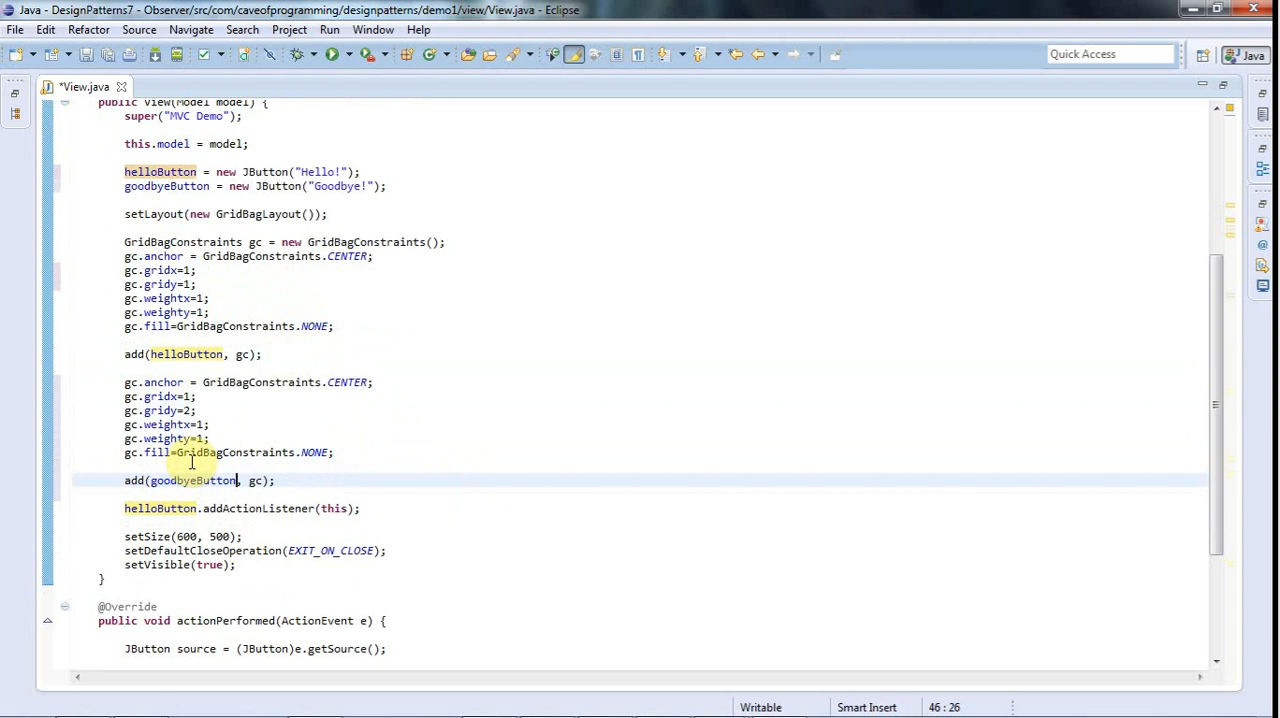 Java - DesignPatterns7 - Observer/src/com/caveofprogramming/designpatterns/demo1/view/View.java - Eclipse
File Edit Refactor Source Navigate Search Project Run Window Help
Quick Access
Java
*View.java
public View(Model model) {
super("MVC Demo");
this.model = model;
helloButton = new JButton("Hello!");
goodbyeButton = new JButton("Goodbye!");
setLayout(new GridBagLayout());
GridBagConstraints gc = new GridBagConstraints();
gc.anchor = GridBagConstraints.CENTER;
gc.gridx=1;
gc.gridy=1;
gc.weightx=1;
gc.weighty=1;
gc.fill=GridBagConstraints.NONE;
add(helloButton, gc);
gc.anchor = GridBagConstraints.CENTER;
gc.gridx=1;
gc.gridy=2;
gc.weightx=1;
gc.weighty=1;
gc.fill=GridBagConstraints.NONE;
add(goodbyeButton, gc);
helloButton.addActionListener(this);
setSize(600, 500);
setDefaultCloseOperation(EXIT_ON_CLOSE);
setVisible(true);
}
@Override
public void actionPerformed(ActionEvent e) {
JButton source = (JButton)e.getSource();
Writable Smart Insert 46 : 26